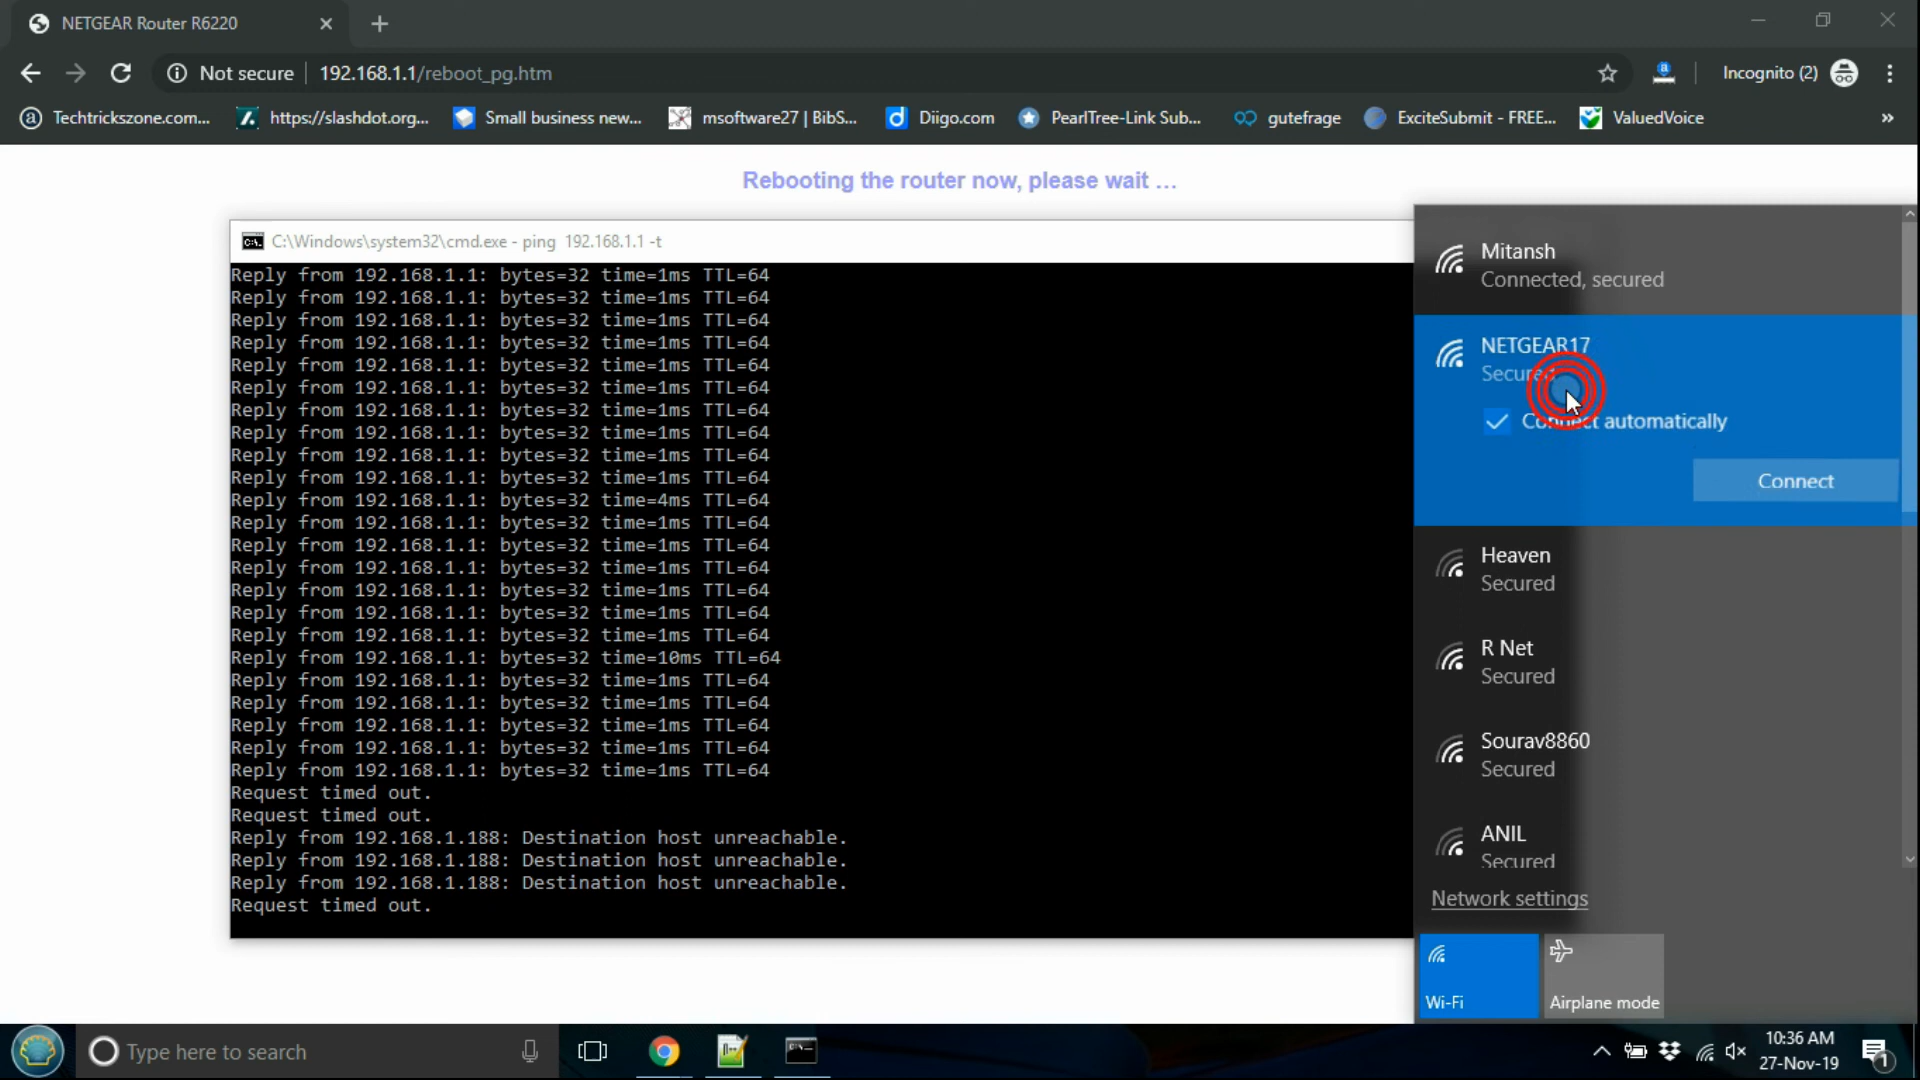 NETGEAR Router R6220
Not secure 192.168.1.1/reboot_pg.htm
Incognito (2)
Techtrickszone.com... https://slashdot.org... Small business new... msoftware27 | BibS... Diigo.com PearlTree-Link Sub... gutefrage ExciteSubmit - FREE... ValuedVoice »
Rebooting the router now, please wait ...
C:\Windows\system32\cmd.exe - ping 192.168.1.1 -t
Reply from 192.168.1.1: bytes=32 time=1ms TTL=64
Reply from 192.168.1.1: bytes=32 time=1ms TTL=64
Reply from 192.168.1.1: bytes=32 time=1ms TTL=64
Reply from 192.168.1.1: bytes=32 time=1ms TTL=64
Reply from 192.168.1.1: bytes=32 time=1ms TTL=64
Reply from 192.168.1.1: bytes=32 time=1ms TTL=64
Reply from 192.168.1.1: bytes=32 time=1ms TTL=64
Reply from 192.168.1.1: bytes=32 time=1ms TTL=64
Reply from 192.168.1.1: bytes=32 time=1ms TTL=64
Reply from 192.168.1.1: bytes=32 time=1ms TTL=64
Reply from 192.168.1.1: bytes=32 time=4ms TTL=64
Reply from 192.168.1.1: bytes=32 time=1ms TTL=64
Reply from 192.168.1.1: bytes=32 time=1ms TTL=64
Reply from 192.168.1.1: bytes=32 time=1ms TTL=64
Reply from 192.168.1.1: bytes=32 time=1ms TTL=64
Reply from 192.168.1.1: bytes=32 time=1ms TTL=64
Reply from 192.168.1.1: bytes=32 time=1ms TTL=64
Reply from 192.168.1.1: bytes=32 time=10ms TTL=64
Reply from 192.168.1.1: bytes=32 time=1ms TTL=64
Reply from 192.168.1.1: bytes=32 time=1ms TTL=64
Reply from 192.168.1.1: bytes=32 time=1ms TTL=64
Reply from 192.168.1.1: bytes=32 time=1ms TTL=64
Reply from 192.168.1.1: bytes=32 time=1ms TTL=64
Request timed out.
Request timed out.
Reply from 192.168.1.188: Destination host unreachable.
Reply from 192.168.1.188: Destination host unreachable.
Reply from 192.168.1.188: Destination host unreachable.
Request timed out.
Mitansh
Connected, secured
NETGEAR17
Secured
Connect automatically
Connect
Heaven
Secured
R Net
Secured
Sourav8860
Secured
ANIL
Secured
Network settings
Wi-Fi
Airplane mode
Type here to search
10:36 AM
27-Nov-19
1